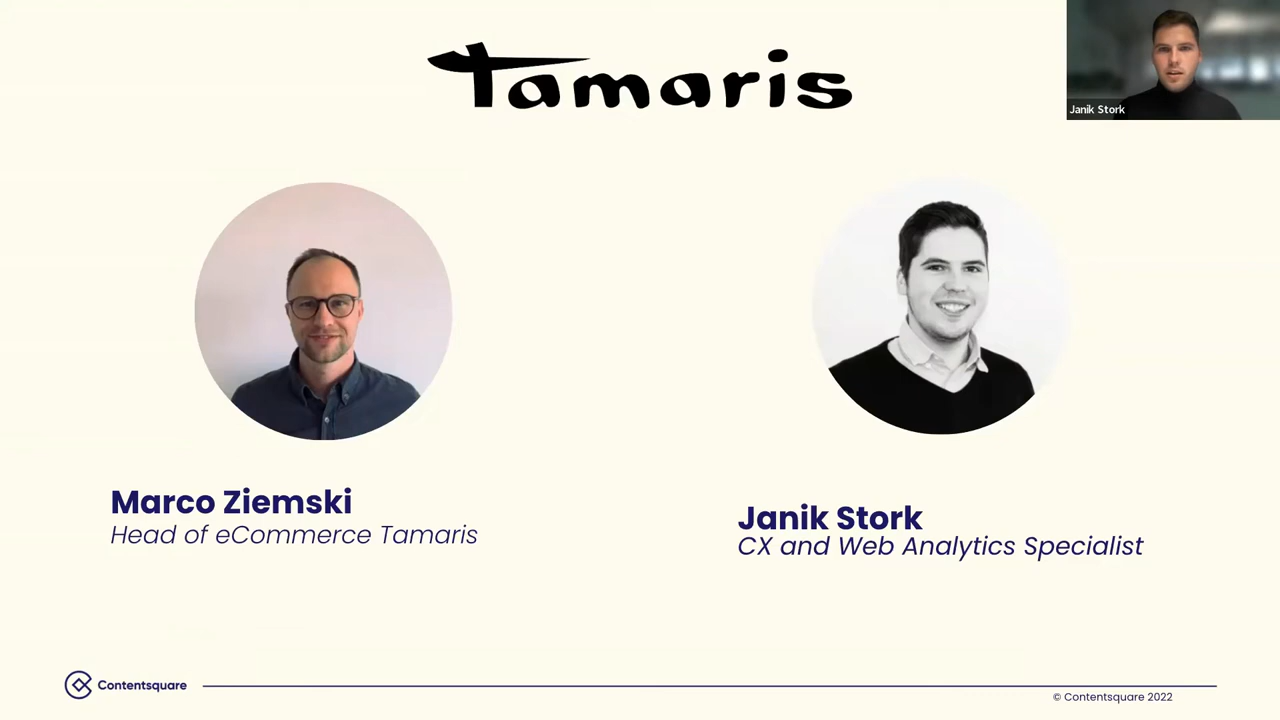 Tamaris
Janik Stork
Marco Ziemski
Head of eCommerce Tamaris
Janik Stork
CX and Web Analytics Specialist
Contentsquare
© Contentsquare 2022